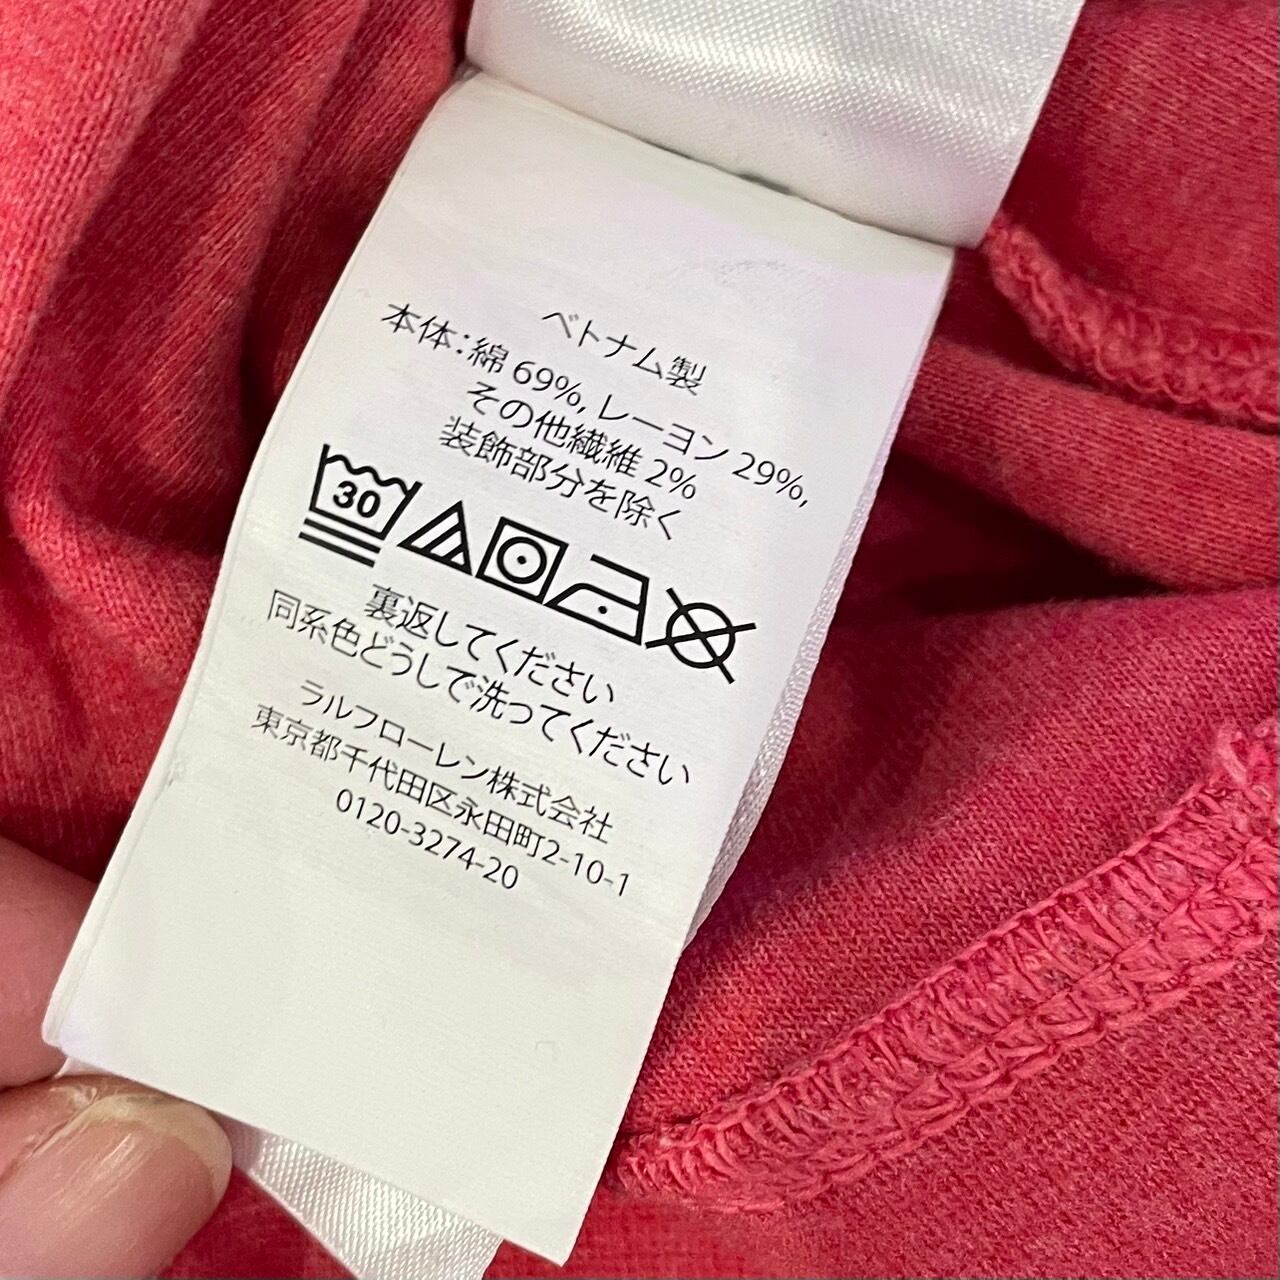 ベトナム製
本体：綿 69%, レーヨン 29%,
その他繊維 2%
装飾部分を除く
30
裏返してください
同系色どうしで洗ってください
ラルフローレン株式会社
東京都千代田区永田町2-10-1
0120-3274-20